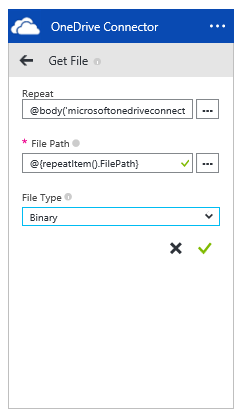 OneDrive Connector
Get File
Repeat
@body('microsoftonedriveconnect
* File Path
@{repeatItem().FilePath}
File Type
Binary